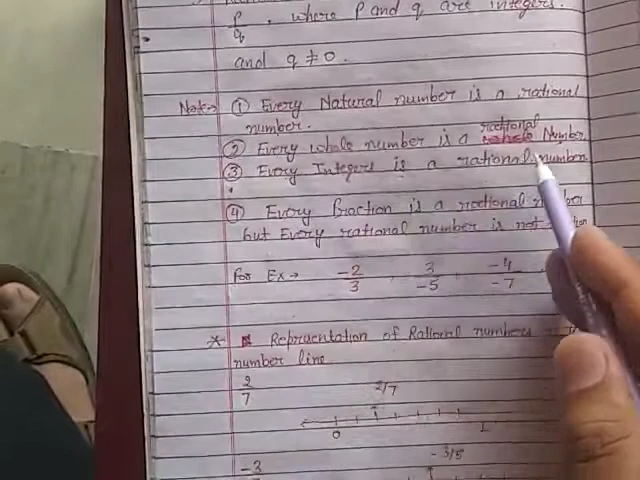 p/q, where p and q are integers.
and q ≠ 0.
Note→ ① Every Natural number is a rational
number.
② Every whole number is a rational Number
③ Every Integers is a rational number
④ Every fraction is a rational number
but Every rational number is not a
for Ex→ -2/3, 3/-5, -4/-7
* Repruentation of Rational numbers
number line
2/7
2/7
0 1
-3
-3/5